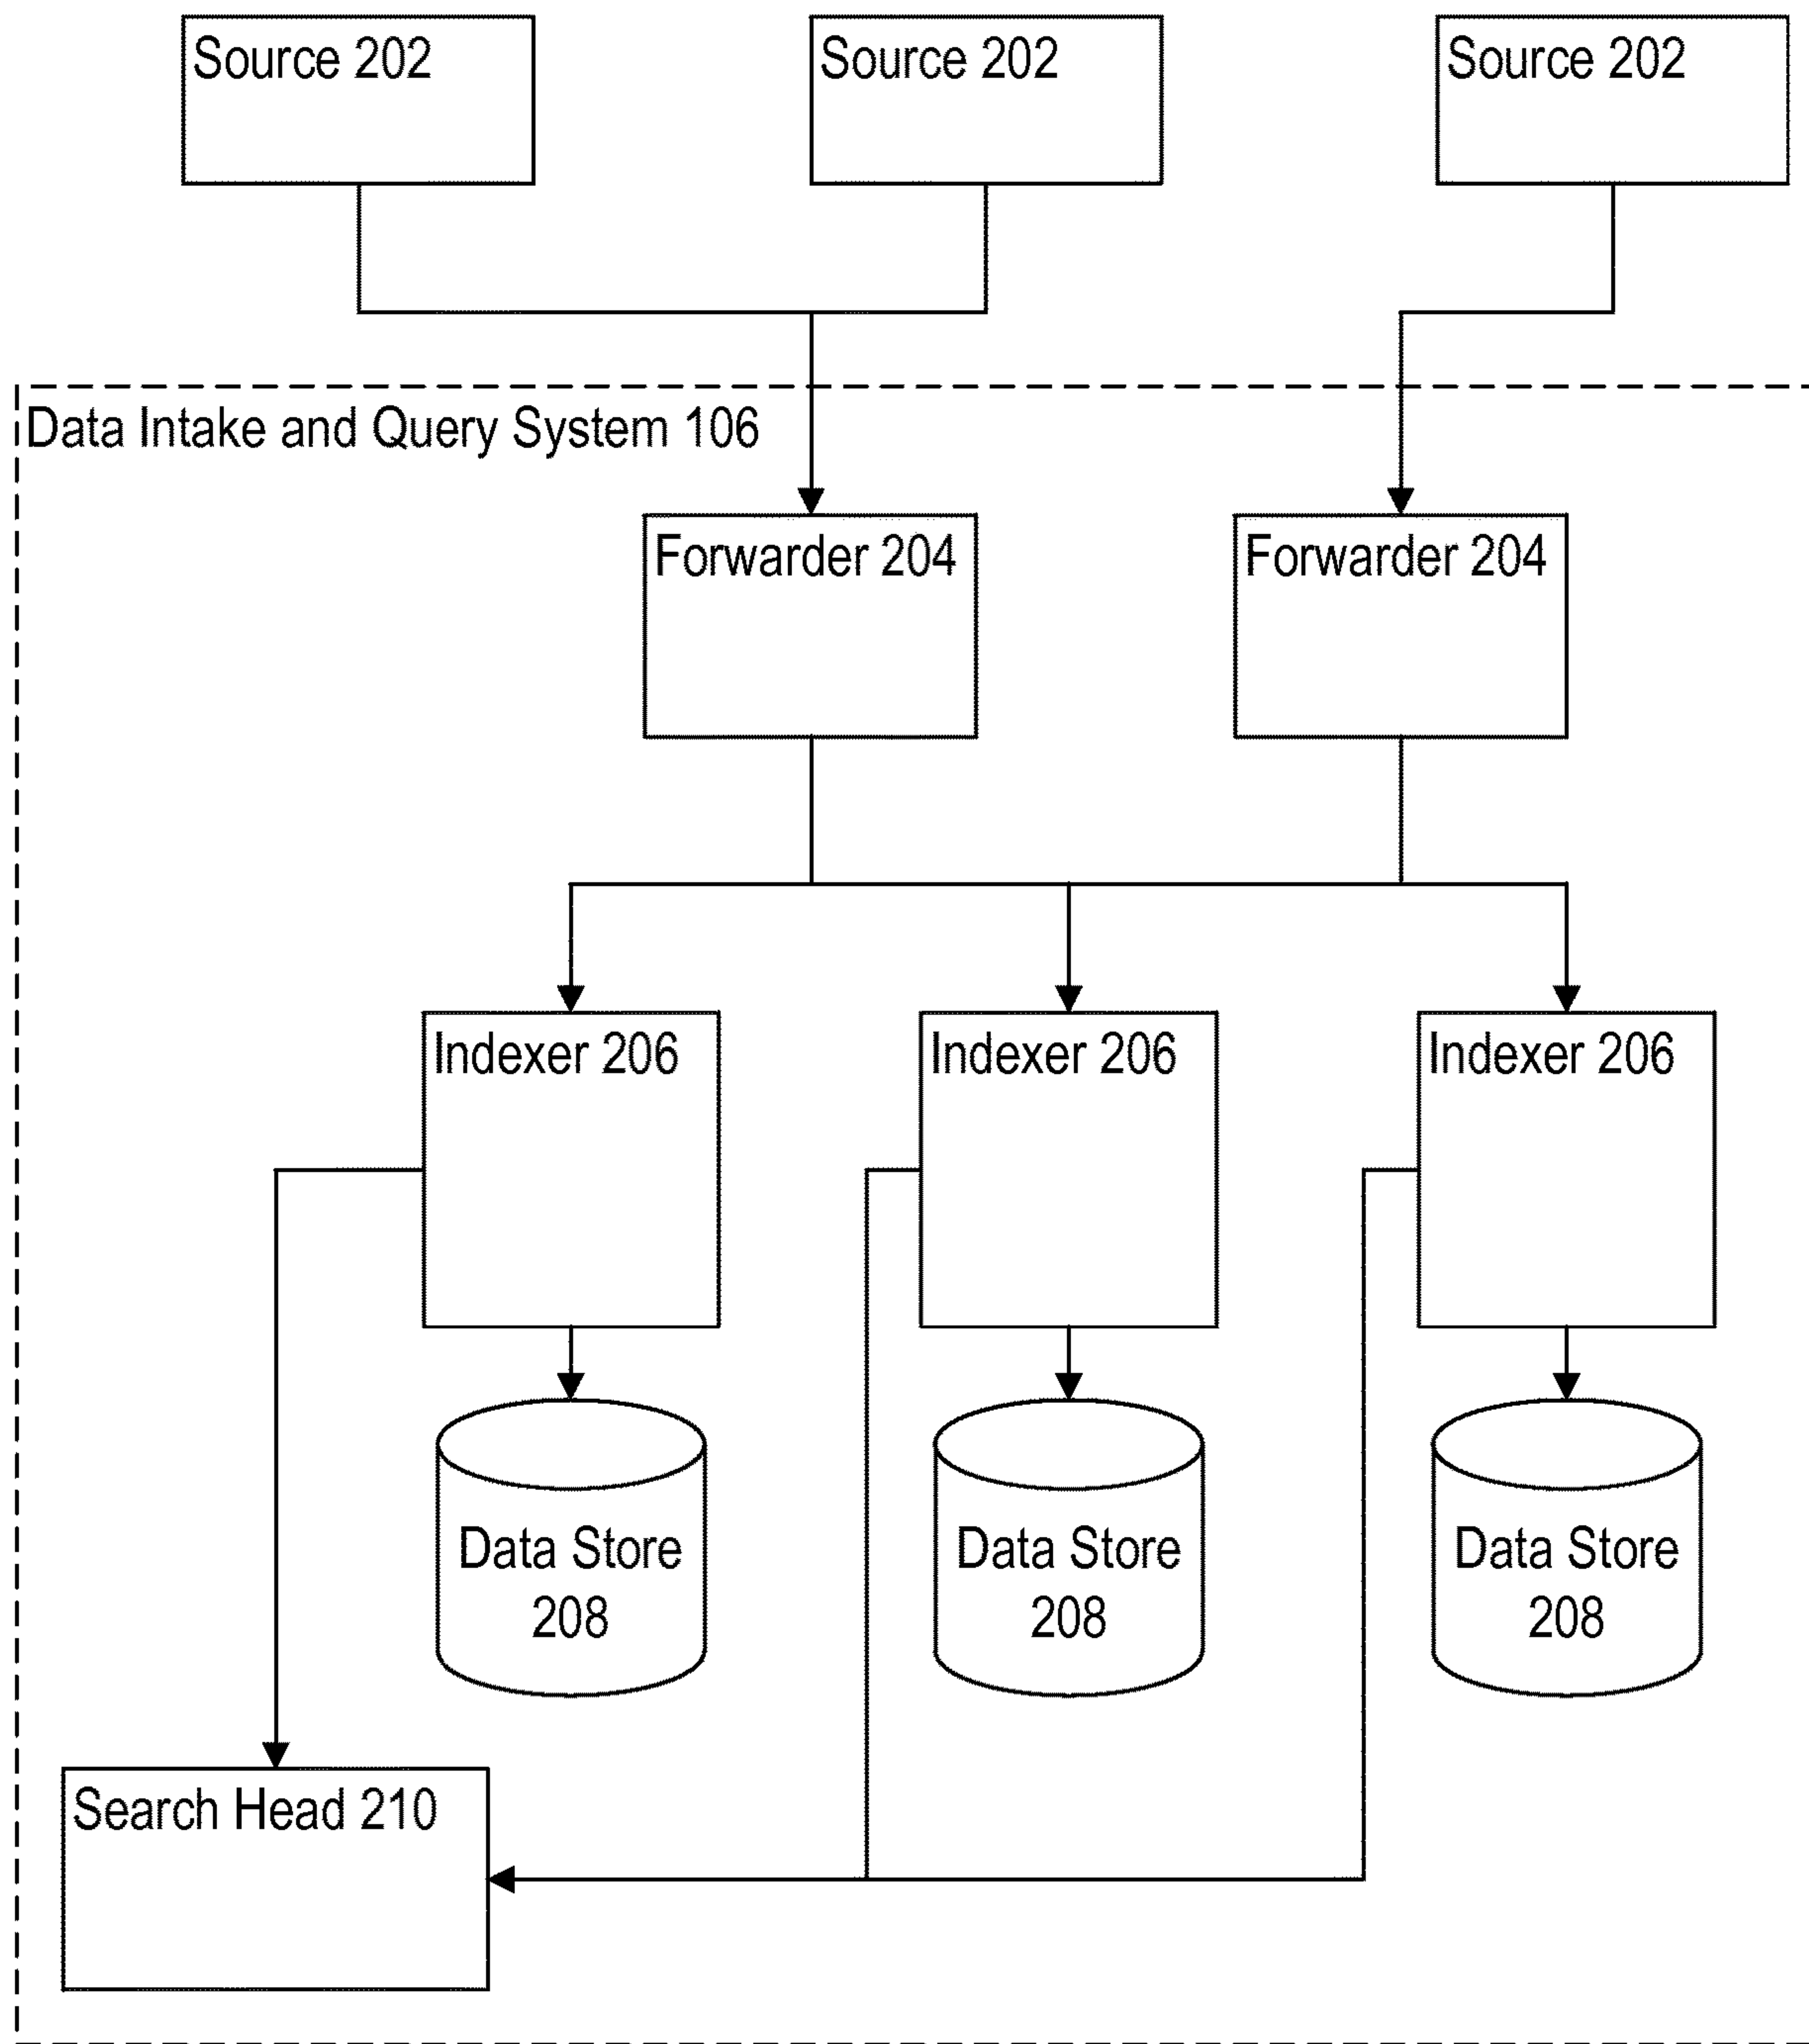 Source 202
Source 202
Source 202
Data Intake and Query System 106
Forwarder 204
Forwarder 204
Indexer 206
Indexer 206
Indexer 206
Data Store
208
Data Store
208
Data Store
208
Search Head 210